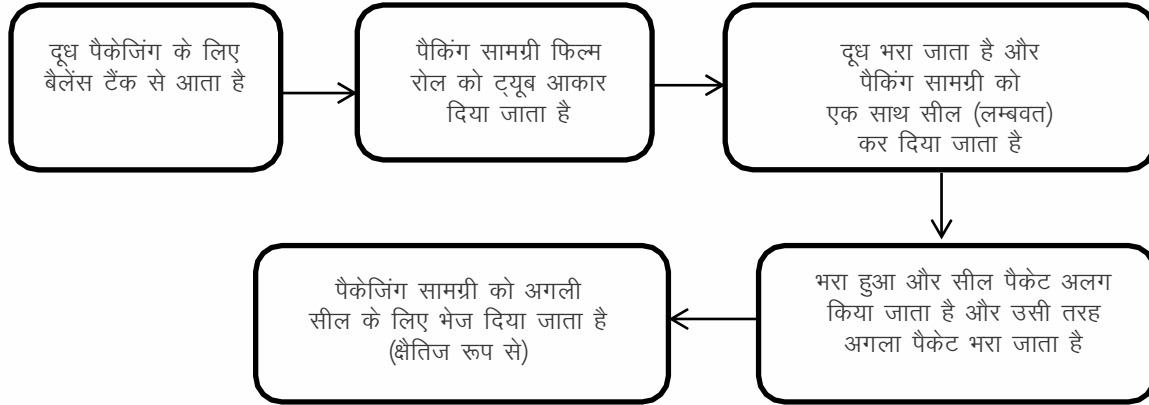 दूध पैकेजिंग के लिए
बैलेंस टैंक से आता है
पैकिंग सामग्री फिल्म
रोल को ट्यूब आकार
दिया जाता है
दूध भरा जाता है और
पैकिंग सामग्री को
एक साथ सील (लम्बवत)
कर दिया जाता है
भरा हुआ और सील पैकेट अलग
किया जाता है और उसी तरह
अगला पैकेट भरा जाता है
पैकेजिंग सामग्री को अगली
सील के लिए भेज दिया जाता है
(क्षैतिज रूप से)